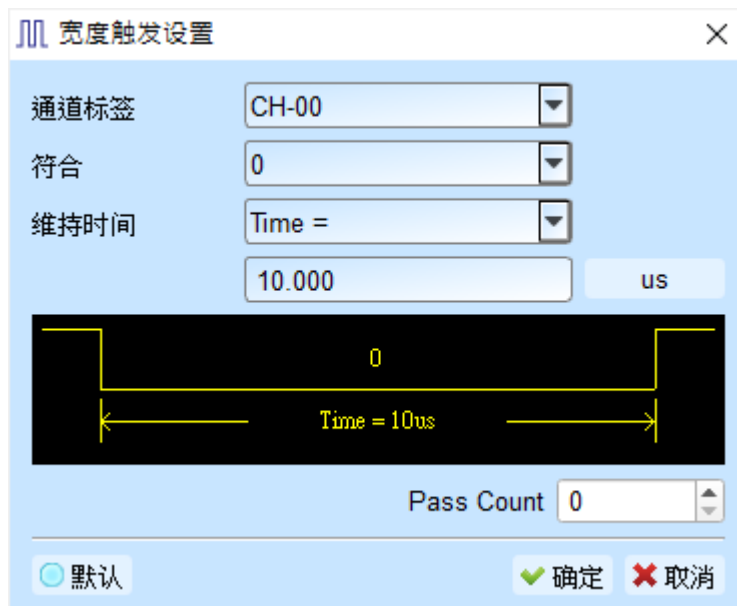 宽度触发设置
通道标签 CH-00
符合 0
维持时间 Time =
10.000 us
0
Time = 10us
Pass Count 0
默认 确定 取消